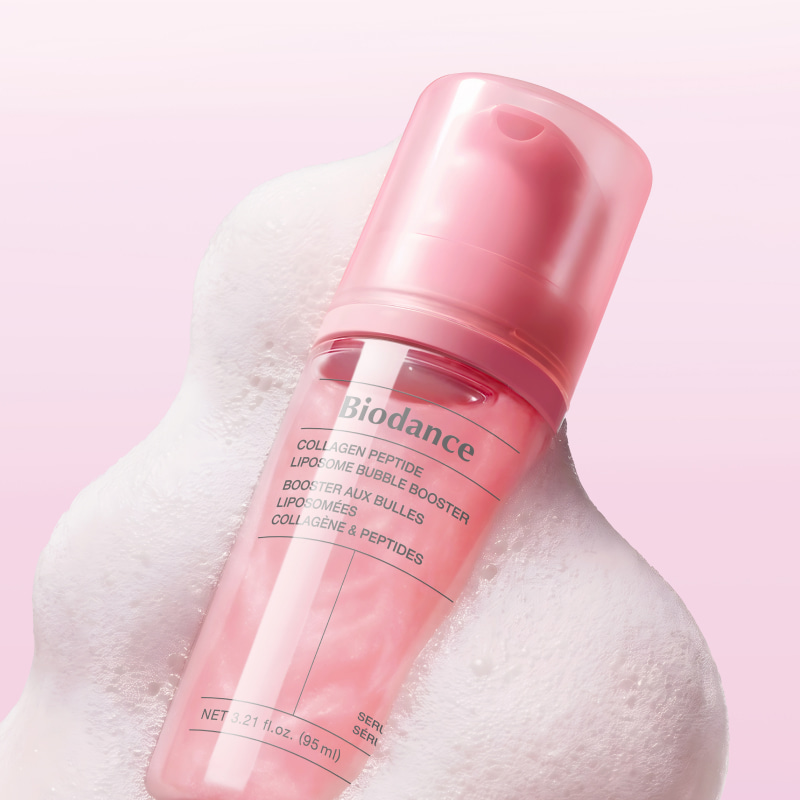 Biodance
COLLAGEN PEPTIDE
LIPOSOME BUBBLE BOOSTER
BOOSTER AUX BULLES
LIPOSOMÉES
COLLAGÈNE & PEPTIDES
NET 3.21 fl.oz. (95 ml)